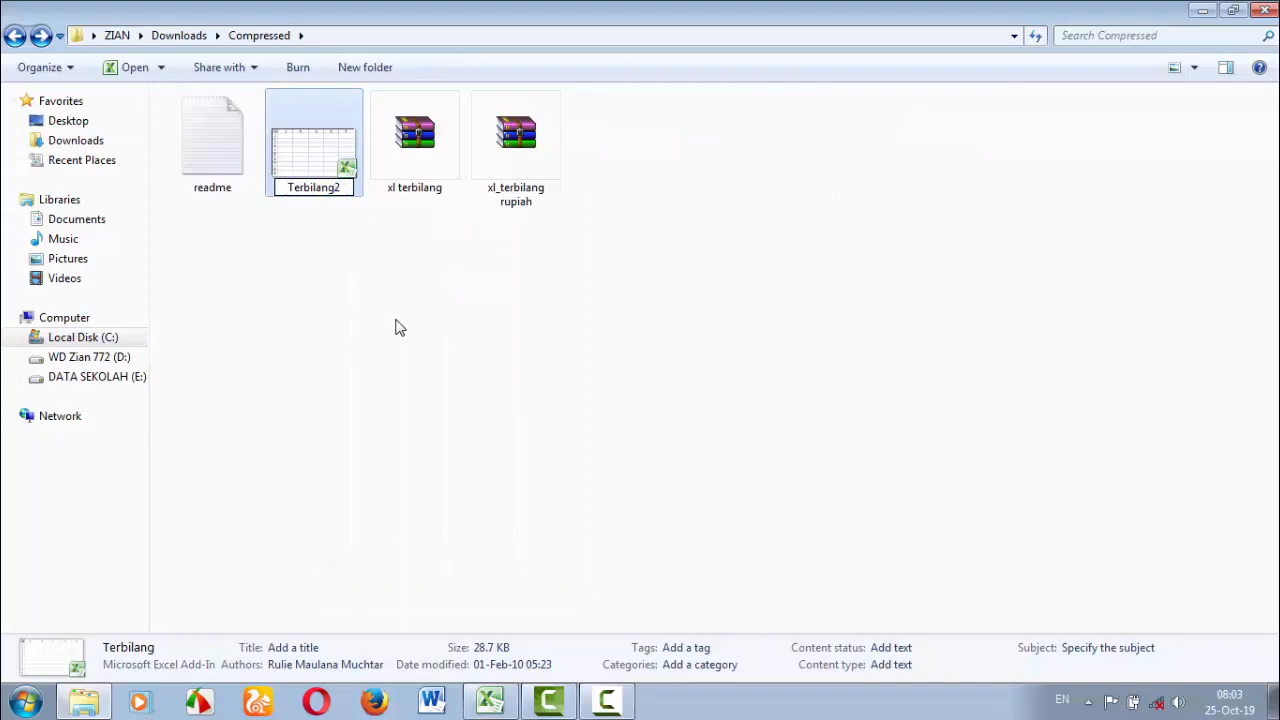 ZIAN Downloads Compressed
Search Compressed
Organize Open Share with Burn New folder
Favorites
Desktop
Downloads
Recent Places
Libraries
Documents
Music
Pictures
Videos
Computer
Local Disk (C:)
WD Zian 772 (D:)
DATA SEKOLAH (E:)
Network
readme
Terbilang2
xl terbilang
xl_terbilang
rupiah
Terbilang Title: Add a title Size: 28.7 KB Tags: Add a tag Content status: Add text Subject: Specify the subject
Microsoft Excel Add-In Authors: Rulie Maulana Muchtar Date modified: 01-Feb-10 05:23 Categories: Add a category Content type: Add text
EN
08:03
25-Oct-19